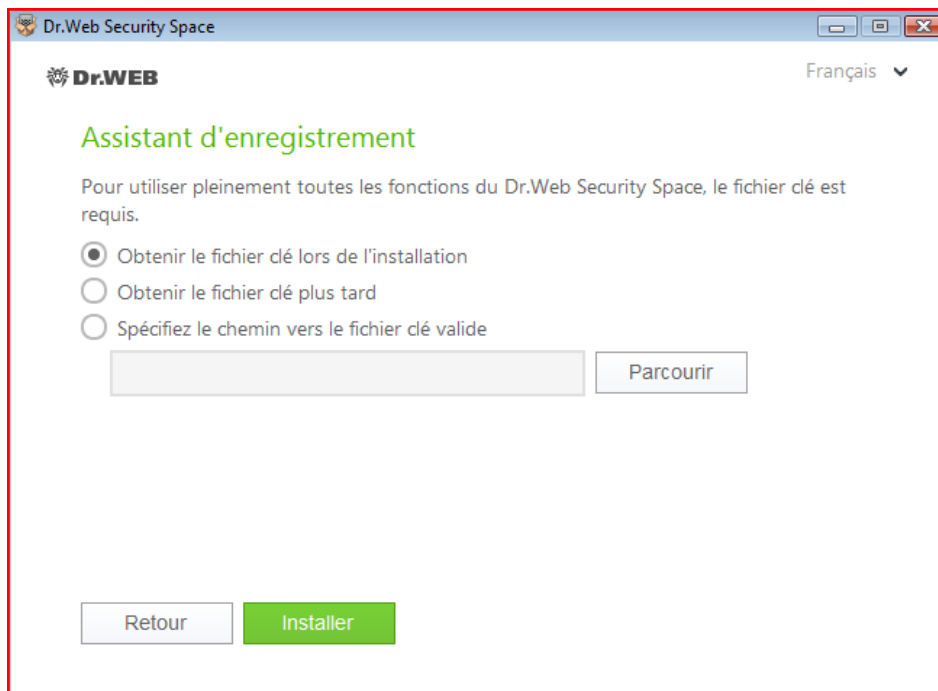 Dr.Web Security Space
Dr.WEB
Français
Assistant d'enregistrement
Pour utiliser pleinement toutes les fonctions du Dr.Web Security Space, le fichier clé est
requis.
Obtenir le fichier clé lors de l'installation
Obtenir le fichier clé plus tard
Spécifiez le chemin vers le fichier clé valide
Parcourir
Retour
Installer